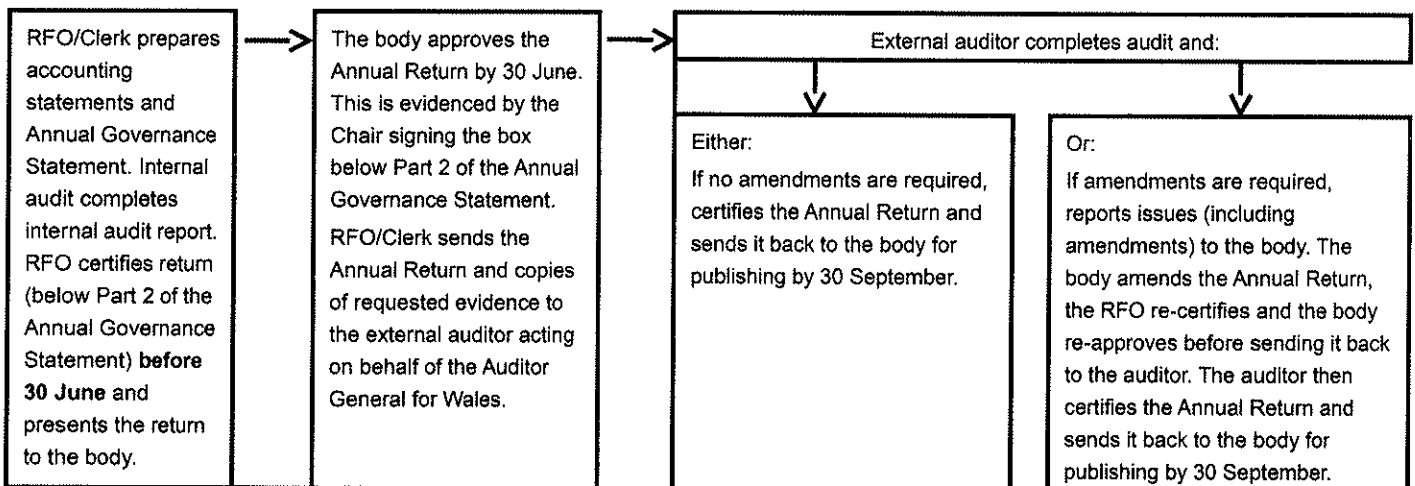 RFO/Clerk prepares
accounting
statements and
Annual Governance
Statement. Internal
audit completes
internal audit report.
RFO certifies return
(below Part 2 of the
Annual Governance
Statement) before
30 June and
presents the return
to the body.
The body approves the
Annual Return by 30 June.
This is evidenced by the
Chair signing the box
below Part 2 of the Annual
Governance Statement.
RFO/Clerk sends the
Annual Return and copies
of requested evidence to
the external auditor acting
on behalf of the Auditor
General for Wales.
External auditor completes audit and:
Either:
If no amendments are required,
certifies the Annual Return and
sends it back to the body for
publishing by 30 September.
Or:
If amendments are required,
reports issues (including
amendments) to the body. The
body amends the Annual Return,
the RFO re-certifies and the body
re-approves before sending it back
to the auditor. The auditor then
certifies the Annual Return and
sends it back to the body for
publishing by 30 September.